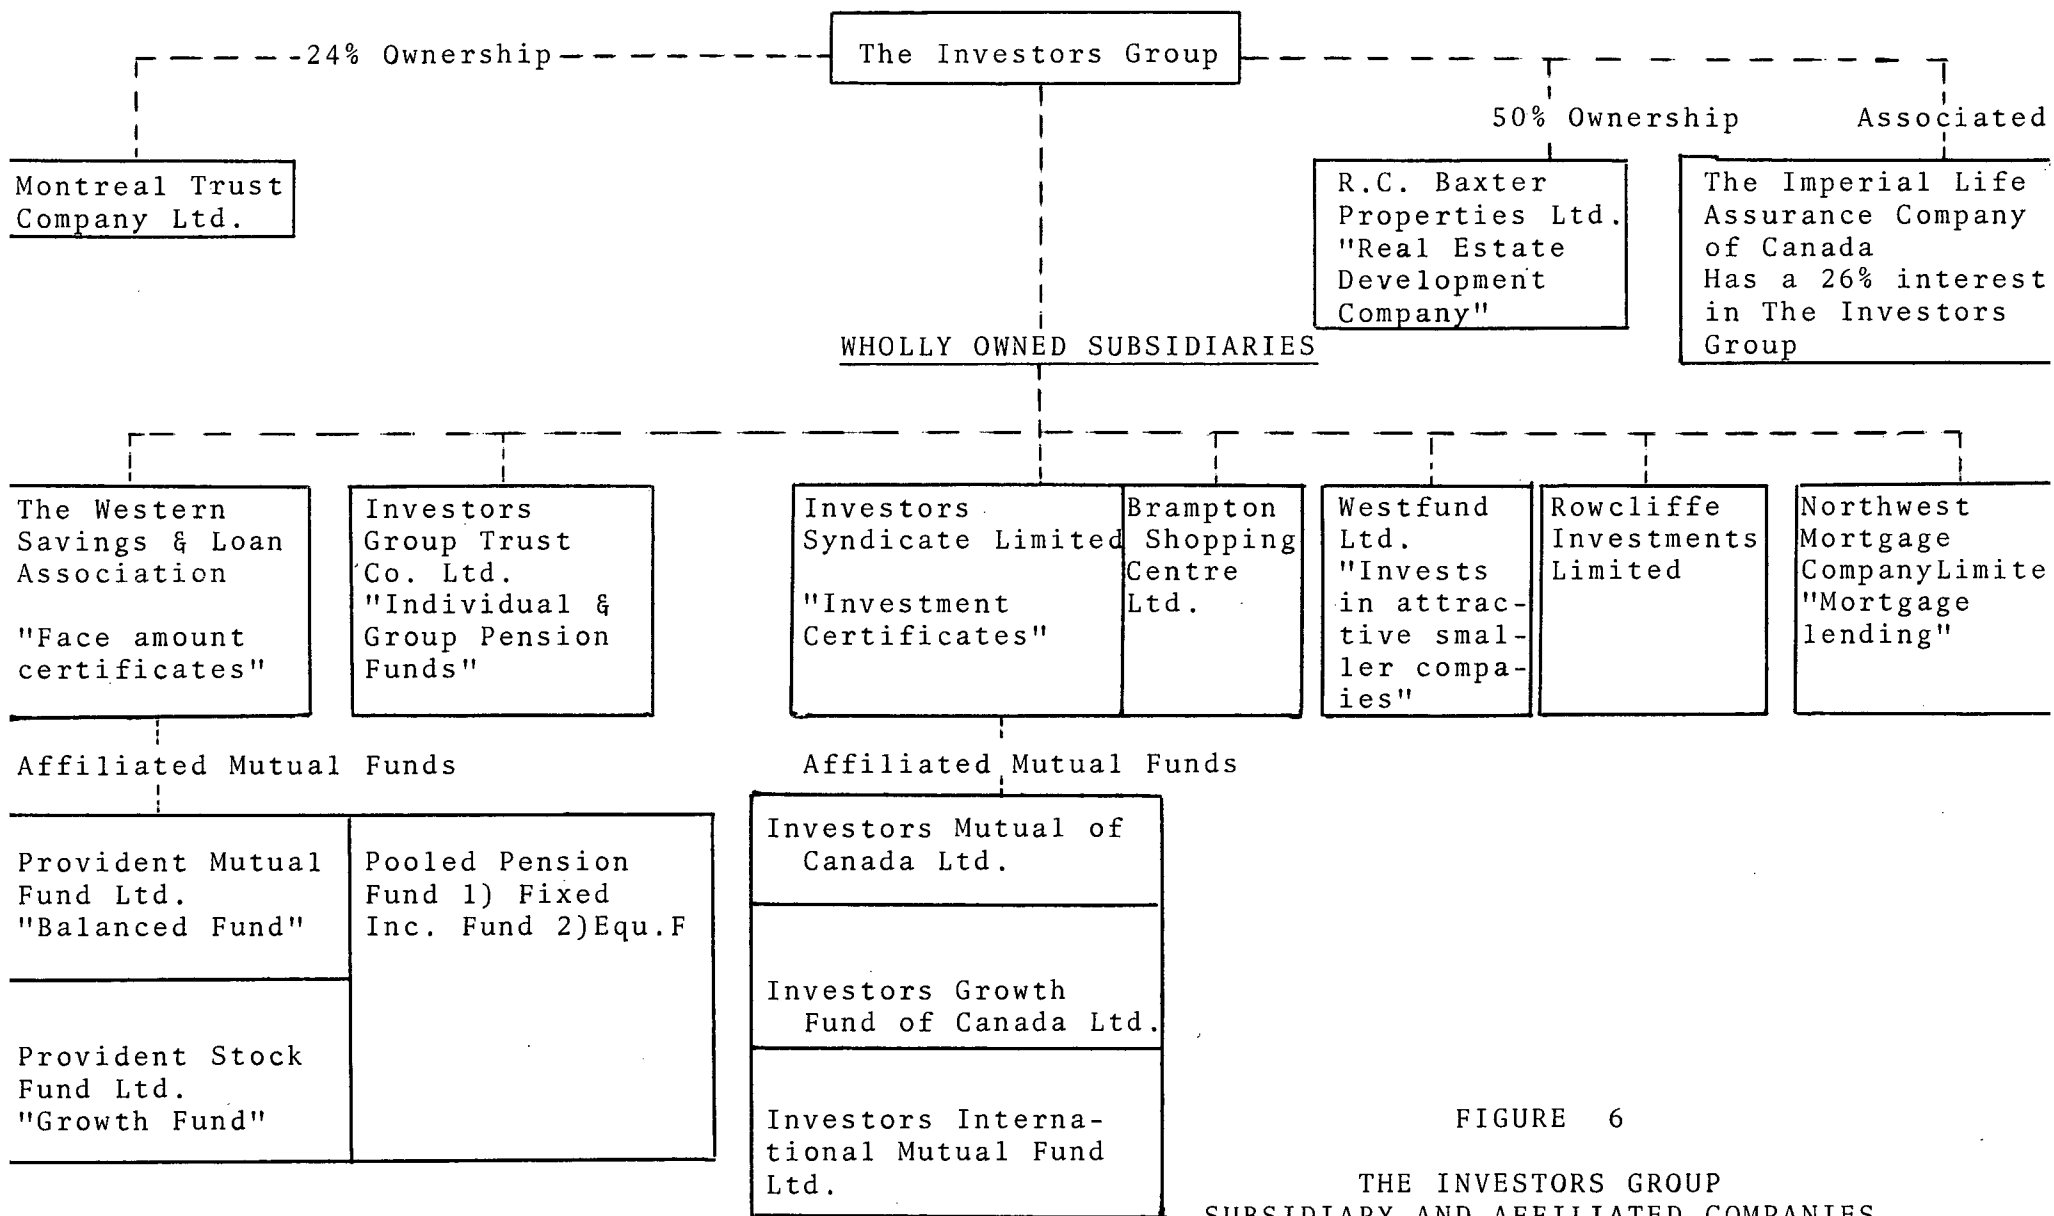 24% Ownership
The Investors Group
50% Ownership
Associated
Montreal Trust
Company Ltd.
R.C. Baxter
Properties Ltd.
"Real Estate
Development
Company"
The Imperial Life
Assurance Company
of Canada
Has a 26% interest
in The Investors
Group
WHOLLY OWNED SUBSIDIARIES
The Western
Savings & Loan
Association
"Face amount
certificates"
Investors
Group Trust
Co. Ltd.
"Individual &
Group Pension
Funds"
Investors
Syndicate Limited
"Investment
Certificates"
Brampton
Shopping
Centre
Ltd.
Westfund
Ltd.
"Invests
in attrac-
tive smal-
ler compa-
ies"
Rowcliffe
Investments
Limited
Northwest
Mortgage
CompanyLimite
"Mortgage
lending"
Affiliated Mutual Funds
Affiliated Mutual Funds
Provident Mutual
Fund Ltd.
"Balanced Fund"
Pooled Pension
Fund 1) Fixed
Inc. Fund 2)Equ.F
Provident Stock
Fund Ltd.
"Growth Fund"
Investors Mutual of
Canada Ltd.
Investors Growth
Fund of Canada Ltd.
Investors Interna-
tional Mutual Fund
Ltd.
FIGURE 6
THE INVESTORS GROUP
SUBSIDIARY AND AFFILIATED COMPANIES